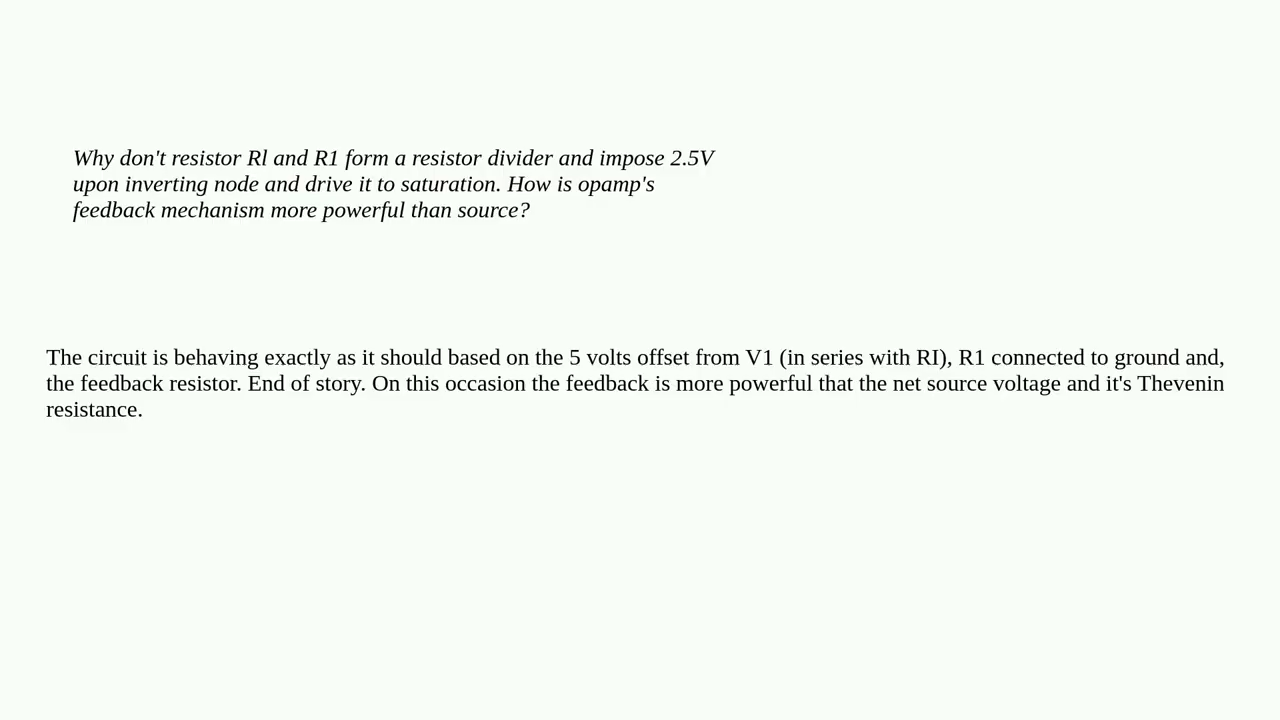 Why don't resistor Rl and R1 form a resistor divider and impose 2.5V
upon inverting node and drive it to saturation. How is opamp's
feedback mechanism more powerful than source?
The circuit is behaving exactly as it should based on the 5 volts offset from V1 (in series with RI), R1 connected to ground and,
the feedback resistor. End of story. On this occasion the feedback is more powerful that the net source voltage and it's Thevenin
resistance.